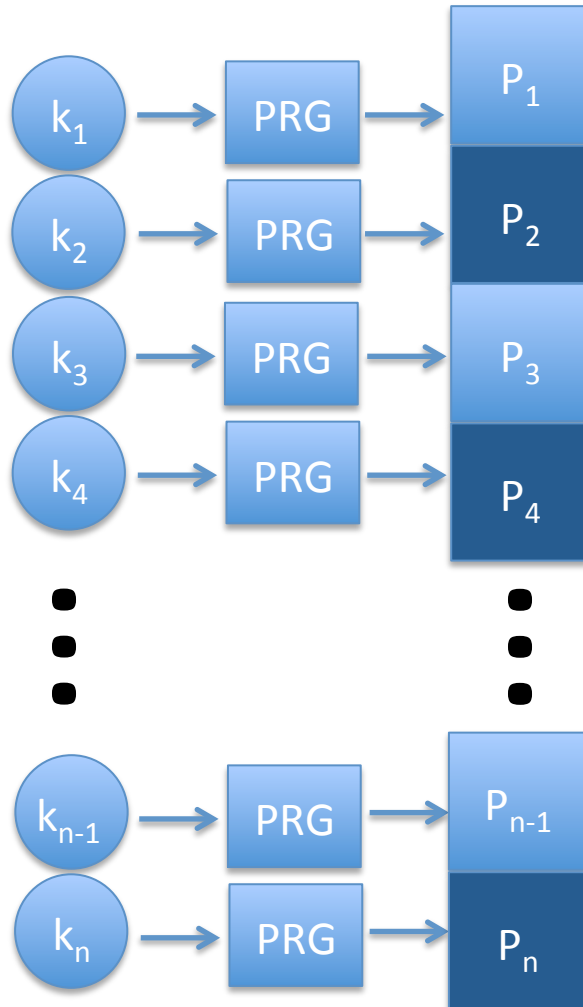 k₁ PRG P₁
k₂ PRG P₂
k₃ PRG P₃
k₄ PRG P₄
kₙ₋₁ PRG Pₙ₋₁
kₙ PRG Pₙ